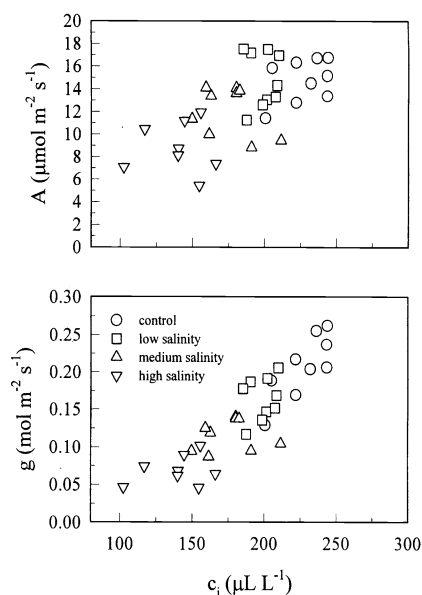 18
16
14
12
10
8
6
4
2
0
A (μmol m⁻² s⁻¹)
0.30
0.25
0.20
0.15
0.10
0.05
0.00
g (mol m⁻² s⁻¹)
control
low salinity
medium salinity
high salinity
100 150 200 250 300
cᵢ (μL L⁻¹)